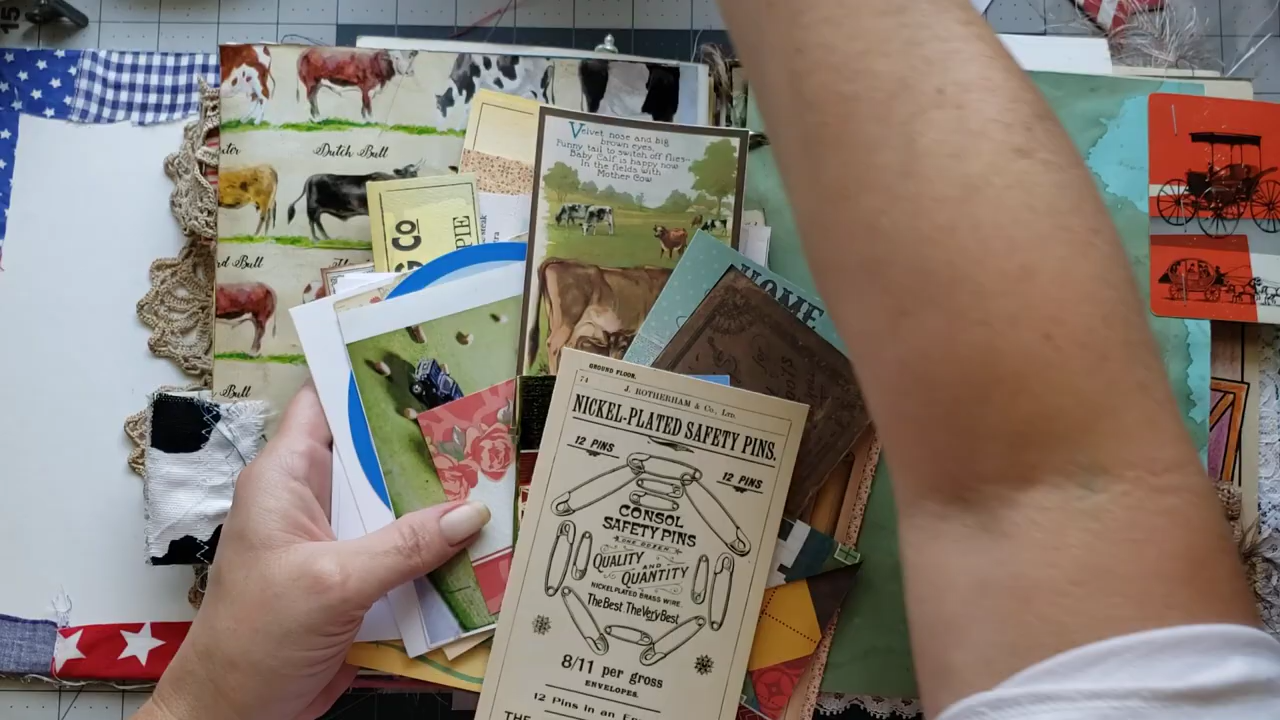 15
Dutch Bull
Bull
Bull
Velvet nose and big
brown eyes,
Funny tail to switch off flies-
Baby Calf is happy now
In the fields with
Mother Cow
Co
PIE
HOME
GROUND FLOOR.
74
J. ROTHERHAM & Co., Ltd.
NICKEL-PLATED SAFETY PINS.
12 PINS
12 PINS
CONSOL
SAFETY PINS
ONE DOZEN
QUALITY
AND
QUANTITY
NICKEL PLATED BRASS WIRE
The Best The Very Best
8/11 per gross
ENVELOPES.
12 Pins in an
THE